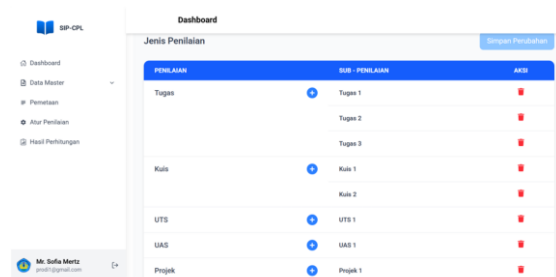 SIP-CPL
Dashboard
Jenis Penilaian
Simpan Perubahan
Dashboard
Data Master
Pemetaan
Atur Penilaian
Hasil Perhitungan
PENILAIAN SUB - PENILAIAN AKSI
Tugas Tugas 1
Tugas 2
Tugas 3
Kuis Kuis 1
Kuis 2
UTS UTS 1
UAS UAS 1
Projek Projek 1
Mr. Sofia Mertz
prodi1@gmail.com